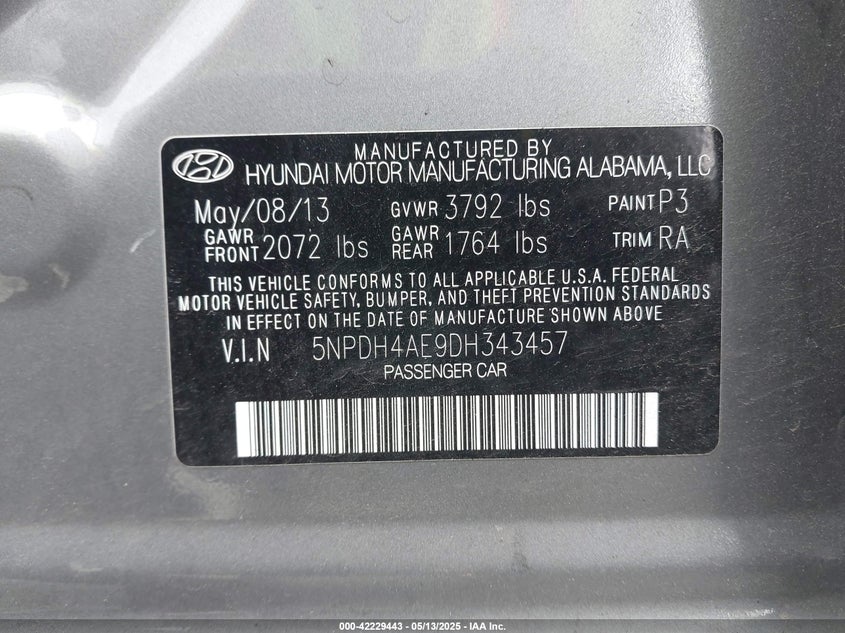 MANUFACTURED BY
HYUNDAI MOTOR MANUFACTURING ALABAMA, LLC
May/08/13 GVWR 3792 lbs PAINT P3
GAWR FRONT 2072 lbs GAWR REAR 1764 lbs TRIM RA
THIS VEHICLE CONFORMS TO ALL APPLICABLE U.S.A. FEDERAL
MOTOR VEHICLE SAFETY, BUMPER, AND THEFT PREVENTION STANDARDS
IN EFFECT ON THE DATE OF MANUFACTURE SHOWN ABOVE
V.I.N 5NPDH4AE9DH343457
PASSENGER CAR
000-42229443 — 05/13/2025 — IAA Inc.